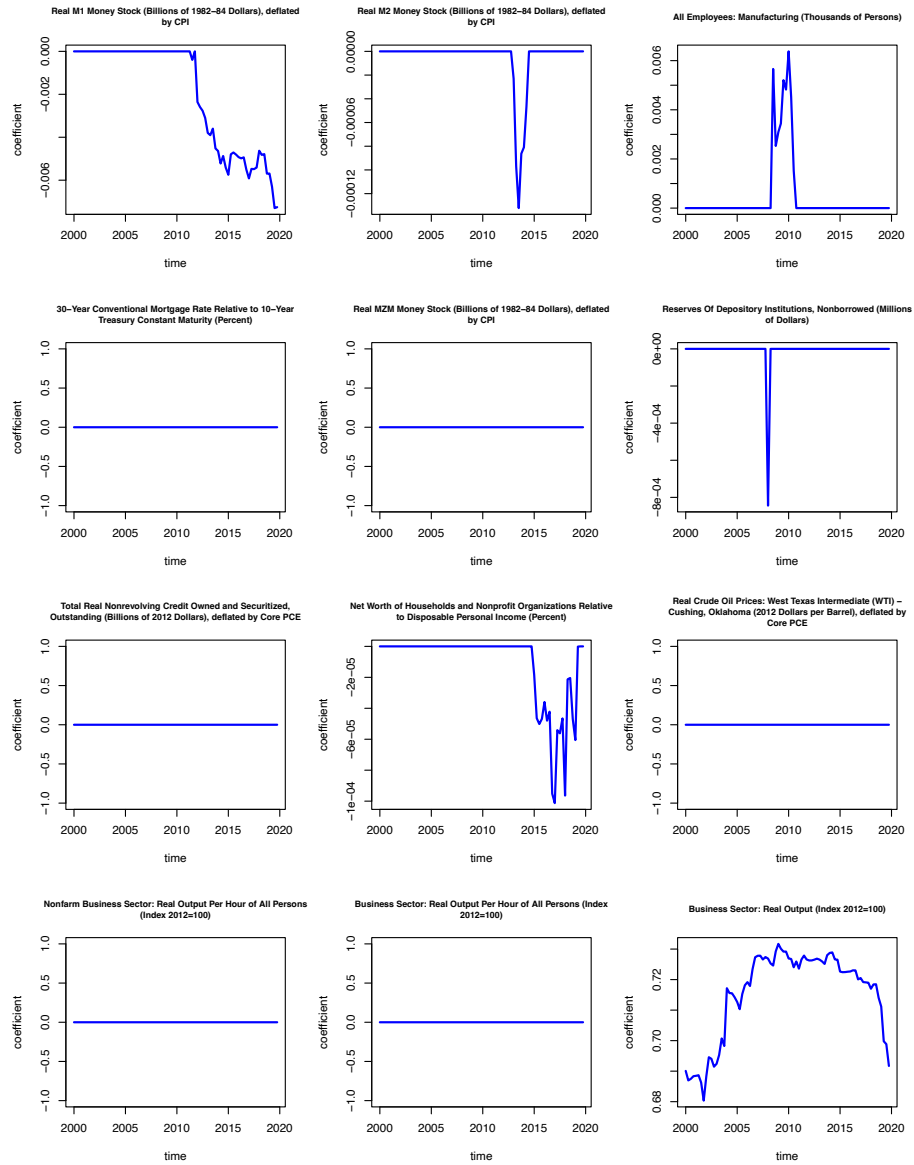 Real M1 Money Stock (Billions of 1982−84 Dollars), deflated
by CPI
coefficient
0.000
−0.002
−0.006
2000 2005 2010 2015 2020
time
Real M2 Money Stock (Billions of 1982−84 Dollars), deflated
by CPI
coefficient
0.00000
−0.00006
−0.00012
2000 2005 2010 2015 2020
time
All Employees: Manufacturing (Thousands of Persons)
coefficient
0.006
0.004
0.002
0.000
2000 2005 2010 2015 2020
time
30−Year Conventional Mortgage Rate Relative to 10−Year
Treasury Constant Maturity (Percent)
coefficient
1.0
0.5
0.0
−0.5
−1.0
2000 2005 2010 2015 2020
time
Real MZM Money Stock (Billions of 1982−84 Dollars), deflated
by CPI
coefficient
1.0
0.5
0.0
−0.5
−1.0
2000 2005 2010 2015 2020
time
Reserves Of Depository Institutions, Nonborrowed (Millions
of Dollars)
coefficient
0e+00
−4e−04
−8e−04
2000 2005 2010 2015 2020
time
Total Real Nonrevolving Credit Owned and Securitized,
Outstanding (Billions of 2012 Dollars), deflated by Core PCE
coefficient
1.0
0.5
0.0
−0.5
−1.0
2000 2005 2010 2015 2020
time
Net Worth of Households and Nonprofit Organizations Relative
to Disposable Personal Income (Percent)
coefficient
−2e−05
−6e−05
−1e−04
2000 2005 2010 2015 2020
time
Real Crude Oil Prices: West Texas Intermediate (WTI) −
Cushing, Oklahoma (2012 Dollars per Barrel), deflated by
Core PCE
coefficient
1.0
0.5
0.0
−0.5
−1.0
2000 2005 2010 2015 2020
time
Nonfarm Business Sector: Real Output Per Hour of All Persons
(Index 2012=100)
coefficient
1.0
0.5
0.0
−0.5
−1.0
2000 2005 2010 2015 2020
time
Business Sector: Real Output Per Hour of All Persons (Index
2012=100)
coefficient
1.0
0.5
0.0
−0.5
−1.0
2000 2005 2010 2015 2020
time
Business Sector: Real Output (Index 2012=100)
coefficient
0.72
0.70
0.68
2000 2005 2010 2015 2020
time